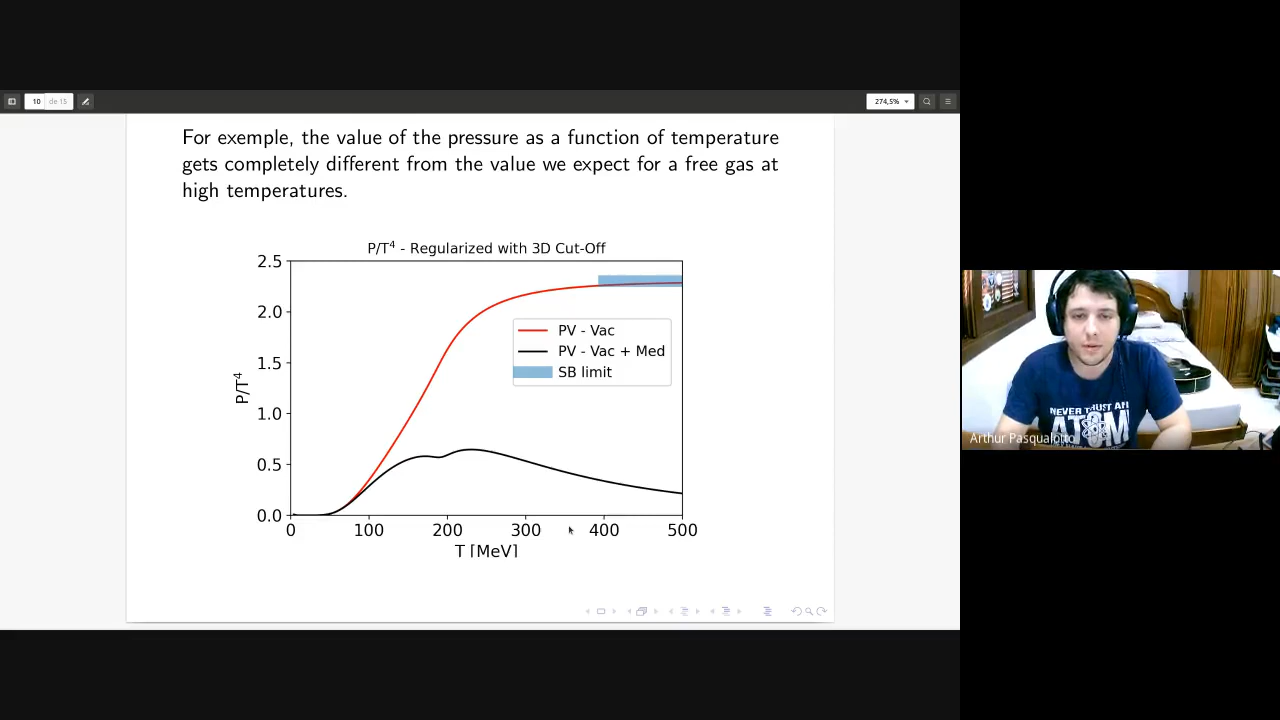 10 de 15
274,5%
For exemple, the value of the pressure as a function of temperature
gets completely different from the value we expect for a free gas at
high temperatures.
P/T⁴ - Regularized with 3D Cut-Off
2.5
2.0
1.5
1.0
0.5
0.0
P/T⁴
PV - Vac
PV - Vac + Med
SB limit
0 100 200 300 400 500
T [MeV]
NEVER TRUST AN
ATOM
Arthur Pasqualotto